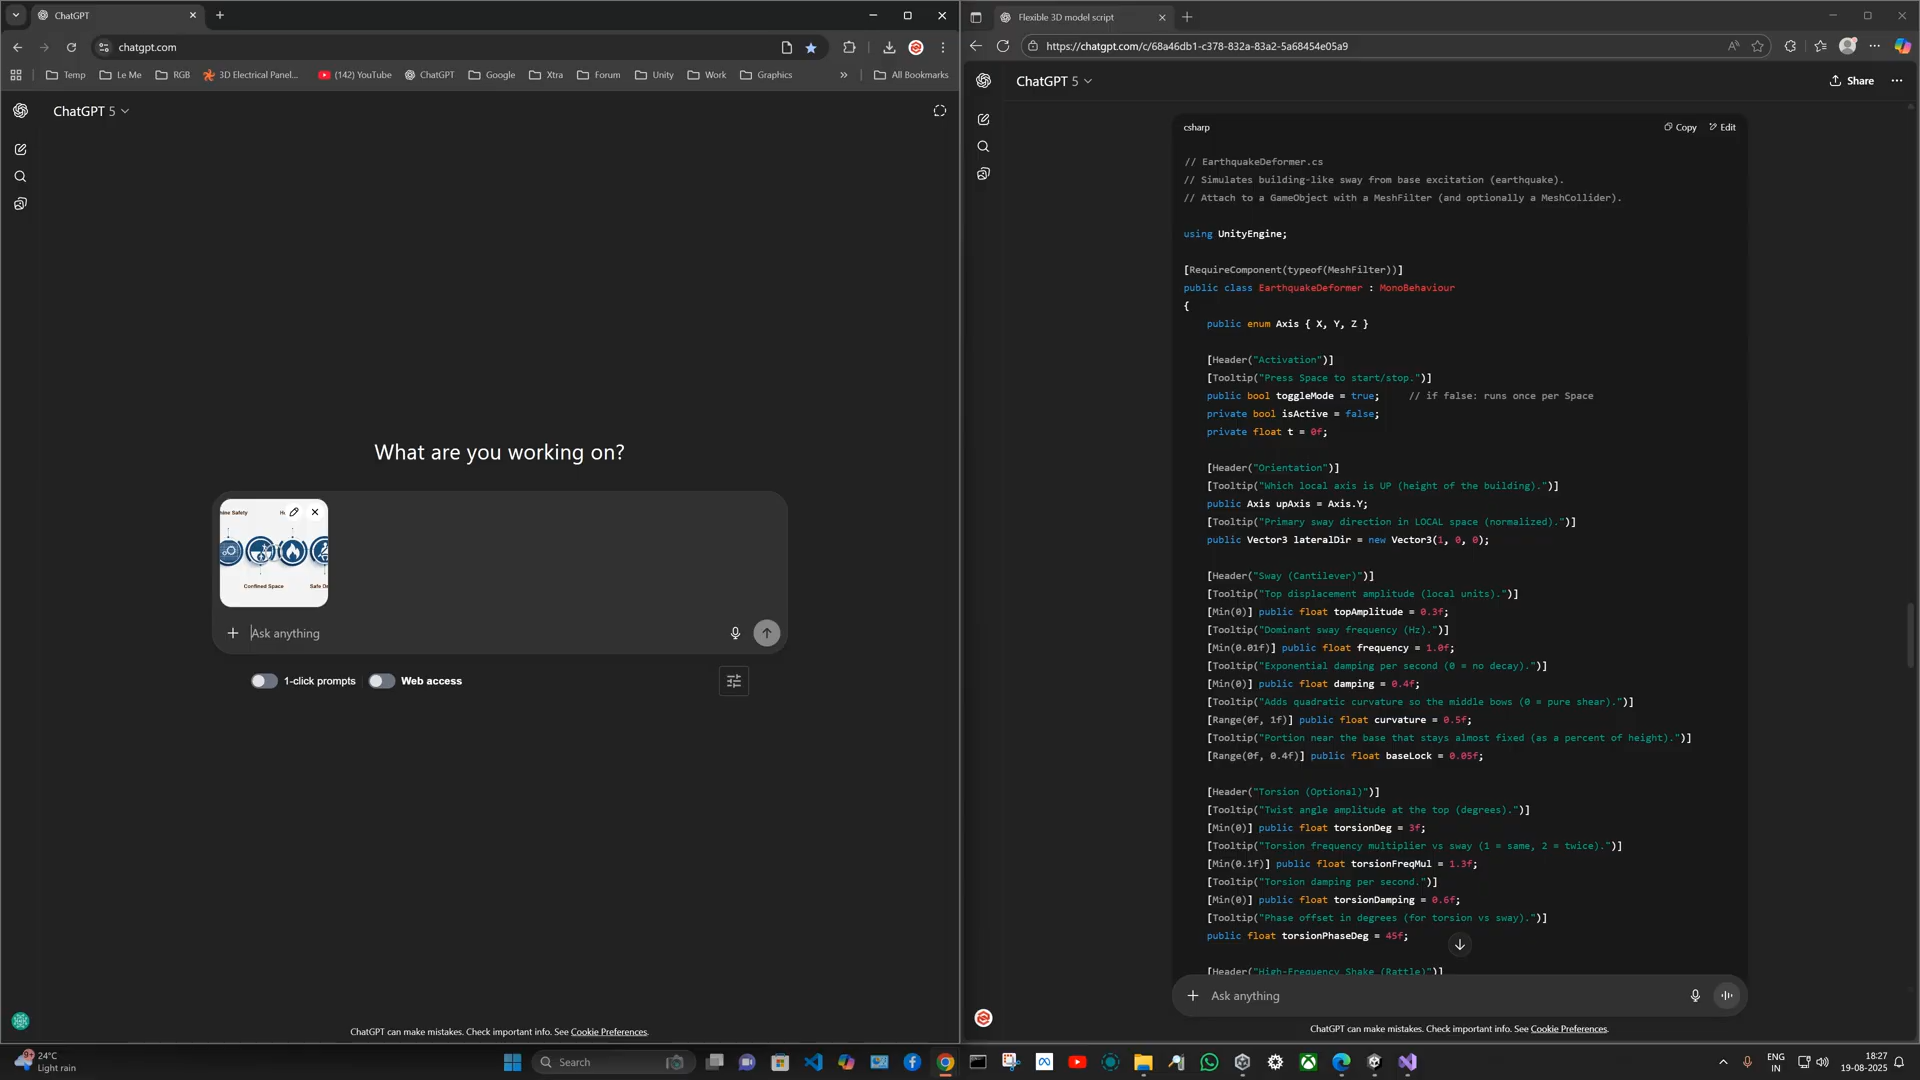 ChatGPT
chatgpt.com
Temp
Le Me
RGB
3D Electrical Panel...
(142) YouTube
ChatGPT
Google
Xtra
Forum
Unity
Work
Graphics
»
All Bookmarks
ChatGPT 5
What are you working on?
Confined Space
Ask anything
1-click prompts
Web access
ChatGPT can make mistakes. Check important info. See Cookie Preferences.
Flexible 3D model script
https://chatgpt.com/c/68a46db1-c378-832a-83a2-5a68454e05a9
ChatGPT 5
Share
csharp
Copy
Edit
// EarthquakeDeformer.cs
// Simulates building-like sway from base excitation (earthquake).
// Attach to a GameObject with a MeshFilter (and optionally a MeshCollider).
using UnityEngine;
[RequireComponent(typeof(MeshFilter))]
public class EarthquakeDeformer : MonoBehaviour
{
public enum Axis { X, Y, Z }
[Header("Activation")]
[Tooltip("Press Space to start/stop.")]
public bool toggleMode = true; // if false: runs once per Space
private bool isActive = false;
private float t = 0f;
[Header("Orientation")]
[Tooltip("Which local axis is UP (height of the building).")]
public Axis upAxis = Axis.Y;
[Tooltip("Primary sway direction in LOCAL space (normalized).")]
public Vector3 lateralDir = new Vector3(1, 0, 0);
[Header("Sway (Cantilever)")]
[Tooltip("Top displacement amplitude (local units).")]
[Min(0)] public float topAmplitude = 0.3f;
[Tooltip("Dominant sway frequency (Hz).")]
[Min(0.01f)] public float frequency = 1.0f;
[Tooltip("Exponential damping per second (0 = no decay).")]
[Min(0)] public float damping = 0.4f;
[Tooltip("Adds quadratic curvature so the middle bows (0 = pure shear).")]
[Range(0f, 1f)] public float curvature = 0.5f;
[Tooltip("Portion near the base that stays almost fixed (as a percent of height).")]
[Range(0f, 0.4f)] public float baseLock = 0.05f;
[Header("Torsion (Optional)")]
[Tooltip("Twist angle amplitude at the top (degrees).")]
[Min(0)] public float torsionDeg = 3f;
[Tooltip("Torsion frequency multiplier vs sway (1 = same, 2 = twice).")]
[Min(0.1f)] public float torsionFreqMul = 1.3f;
[Tooltip("Torsion damping per second.")]
[Min(0)] public float torsionDamping = 0.6f;
[Tooltip("Phase offset in degrees (for torsion vs sway).")]
public float torsionPhaseDeg = 45f;
[Header("High-Frequency Shake (Rattle)")]
Ask anything
ChatGPT can make mistakes. Check important info. See Cookie Preferences.
24°C
Light rain
Search
ENG
IN
18:27
19-08-2025